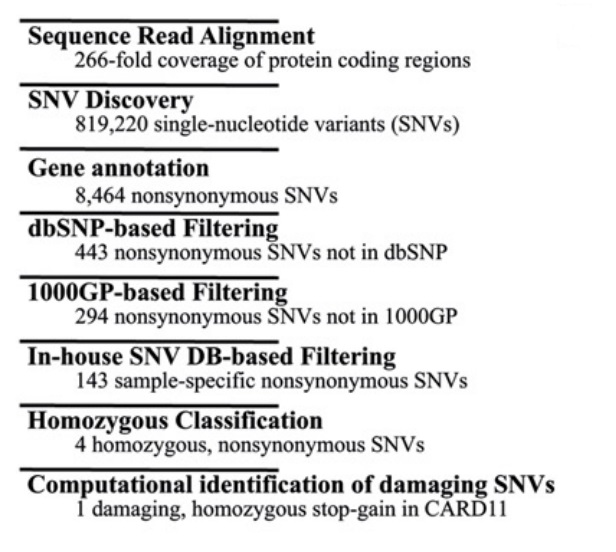 Sequence Read Alignment
266-fold coverage of protein coding regions
SNV Discovery
819,220 single-nucleotide variants (SNVs)
Gene annotation
8,464 nonsynonymous SNVs
dbSNP-based Filtering
443 nonsynonymous SNVs not in dbSNP
1000GP-based Filtering
294 nonsynonymous SNVs not in 1000GP
In-house SNV DB-based Filtering
143 sample-specific nonsynonymous SNVs
Homozygous Classification
4 homozygous, nonsynonymous SNVs
Computational identification of damaging SNVs
1 damaging, homozygous stop-gain in CARD11